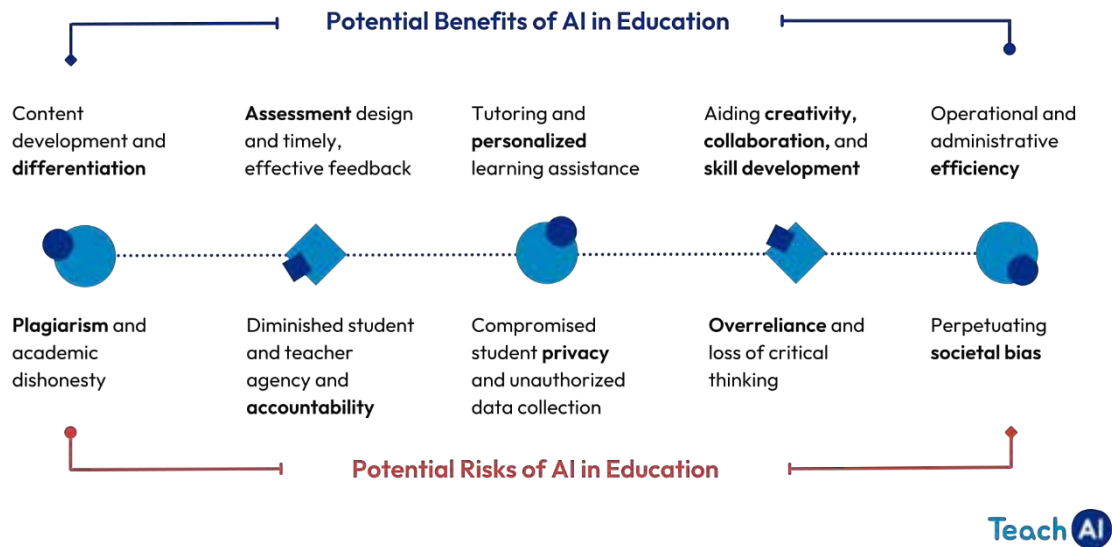 Potential Benefits of AI in Education
Content
development and
differentiation
Assessment design
and timely,
effective feedback
Tutoring and
personalized
learning assistance
Aiding creativity,
collaboration, and
skill development
Operational and
administrative
efficiency
Plagiarism and
academic
dishonesty
Diminished student
and teacher
agency and
accountability
Compromised
student privacy
and unauthorized
data collection
Overreliance and
loss of critical
thinking
Perpetuating
societal bias
Potential Risks of AI in Education
Teach AI